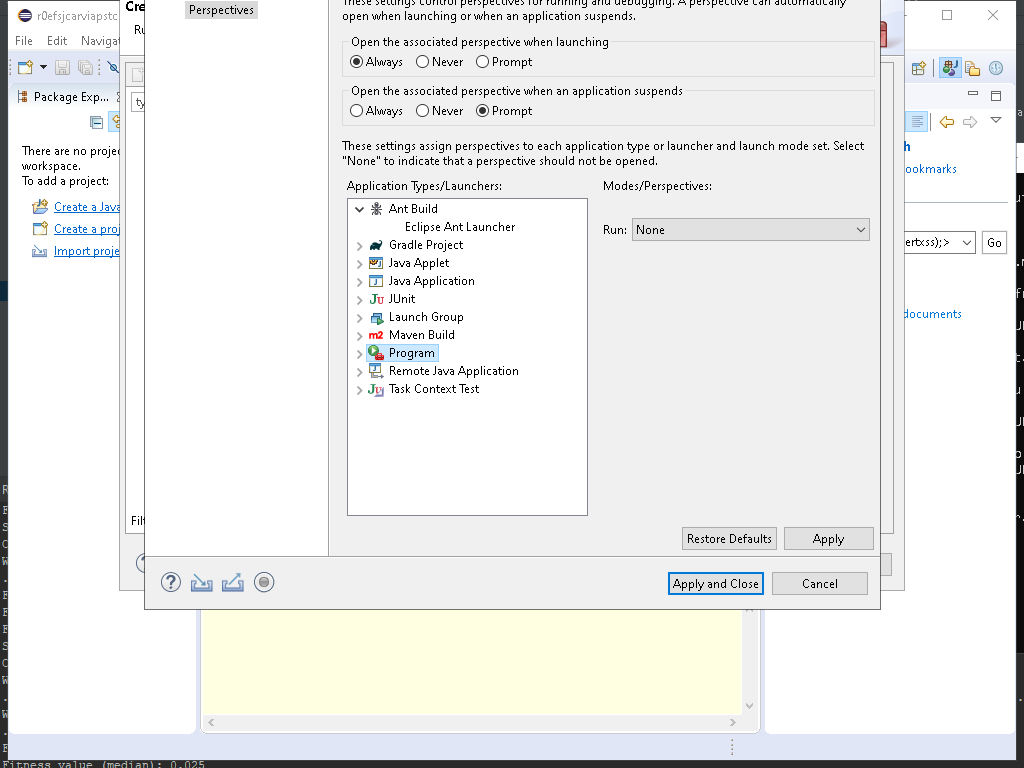 r0efsjcarviapstc
File Edit Navigat
Package Exp...
There are no proje
workspace.
To add a project:
Create a Java
Create a proj
Import proje
Cre
Ru
ty
Filt
Perspectives
These settings control perspectives for running and debugging. A perspective can automatically
open when launching or when an application suspends.
Open the associated perspective when launching
Always Never Prompt
Open the associated perspective when an application suspends
Always Never Prompt
These settings assign perspectives to each application type or launcher and launch mode set. Select
"None" to indicate that a perspective should not be opened.
Application Types/Launchers:
Modes/Perspectives:
Ant Build
Eclipse Ant Launcher
Gradle Project
Java Applet
Java Application
JUnit
Launch Group
Maven Build
Program
Remote Java Application
Task Context Test
Run: None
Restore Defaults Apply
Apply and Close Cancel
h
ookmarks
ertxss);> Go
documents
Fitness value (median): 0.025